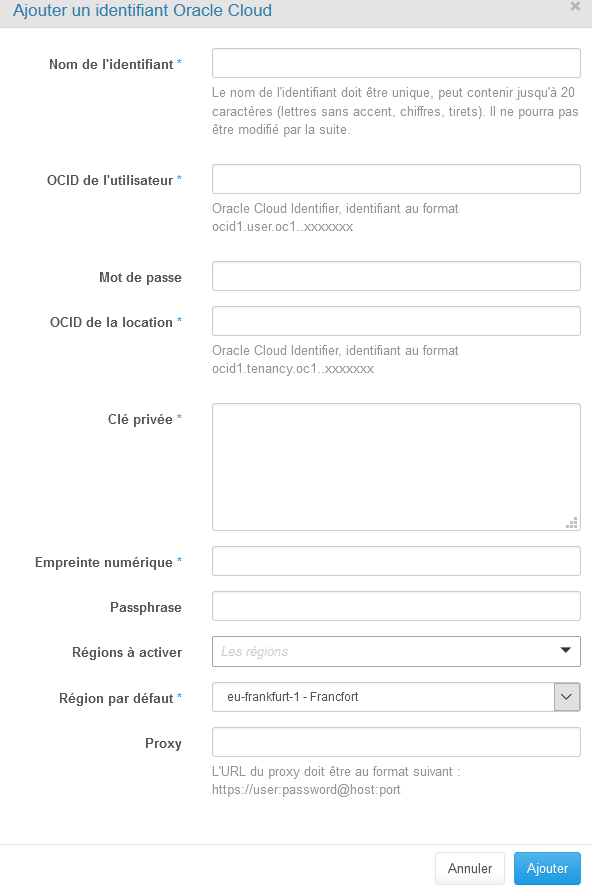 Ajouter un identifiant Oracle Cloud
×
Nom de l'identifiant *
Le nom de l'identifiant doit être unique, peut contenir jusqu'à 20
caractères (lettres sans accent, chiffres, tirets). Il ne pourra pas
être modifié par la suite.
OCID de l'utilisateur *
Oracle Cloud Identifier, identifiant au format
ocid1.user.oc1..xxxxxxx
Mot de passe
OCID de la location *
Oracle Cloud Identifier, identifiant au format
ocid1.tenancy.oc1..xxxxxxx
Clé privée *
Empreinte numérique *
Passphrase
Régions à activer
Les régions
Région par défaut *
eu-frankfurt-1 - Francfort
Proxy
L'URL du proxy doit être au format suivant :
https://user:password@host:port
Annuler
Ajouter